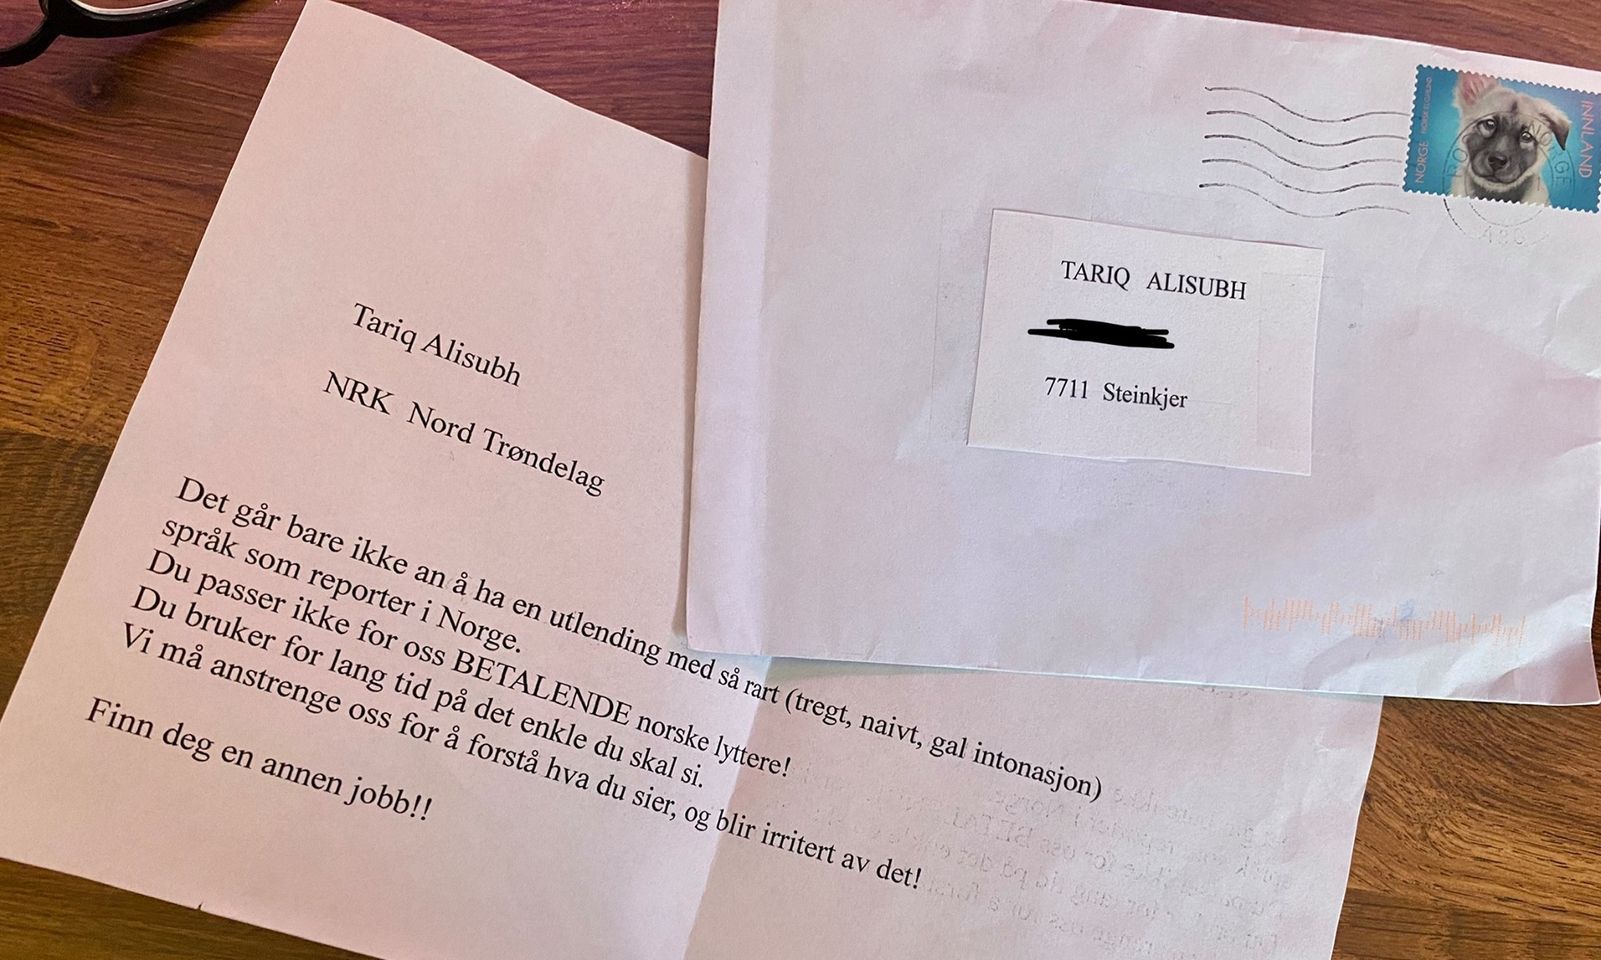 Tariq Alisubh
NRK Nord Trøndelag
Det går bare ikke an å ha en utlending med så rart (tregt, naivt, gal intonasjon)
språk som reporter i Norge.
Du passer ikke for oss BETALENDE norske lyttere!
Du bruker for lang tid på det enkle du skal si.
Vi må anstrenge oss for å forstå hva du sier, og blir irritert av det!
Finn deg en annen jobb!!
TARIQ ALISUBH
7711 Steinkjer
NORGE
INNLAND